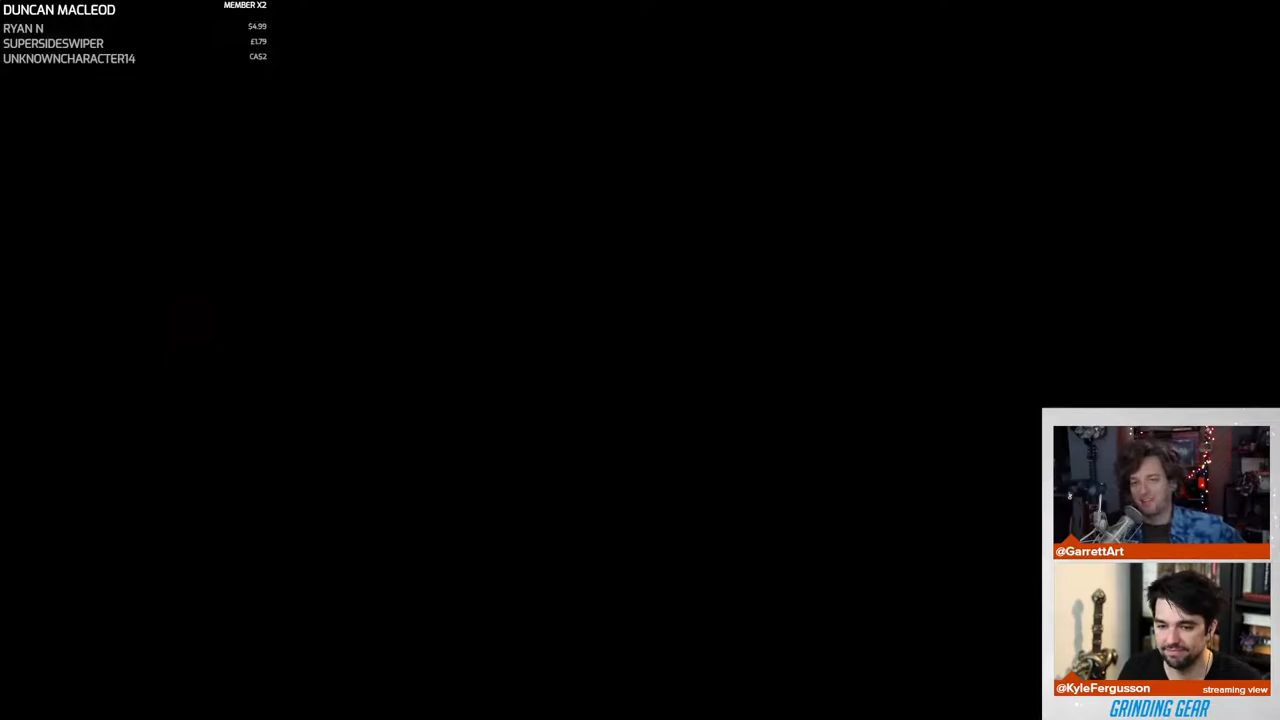 DUNCAN MACLEOD MEMBER X2
RYAN N $4.99
SUPERSIDESWIPER £1.79
UNKNOWNCHARACTER14 CA$2
@GarrettArt
@KyleFergusson streaming view
GRINDING GEAR